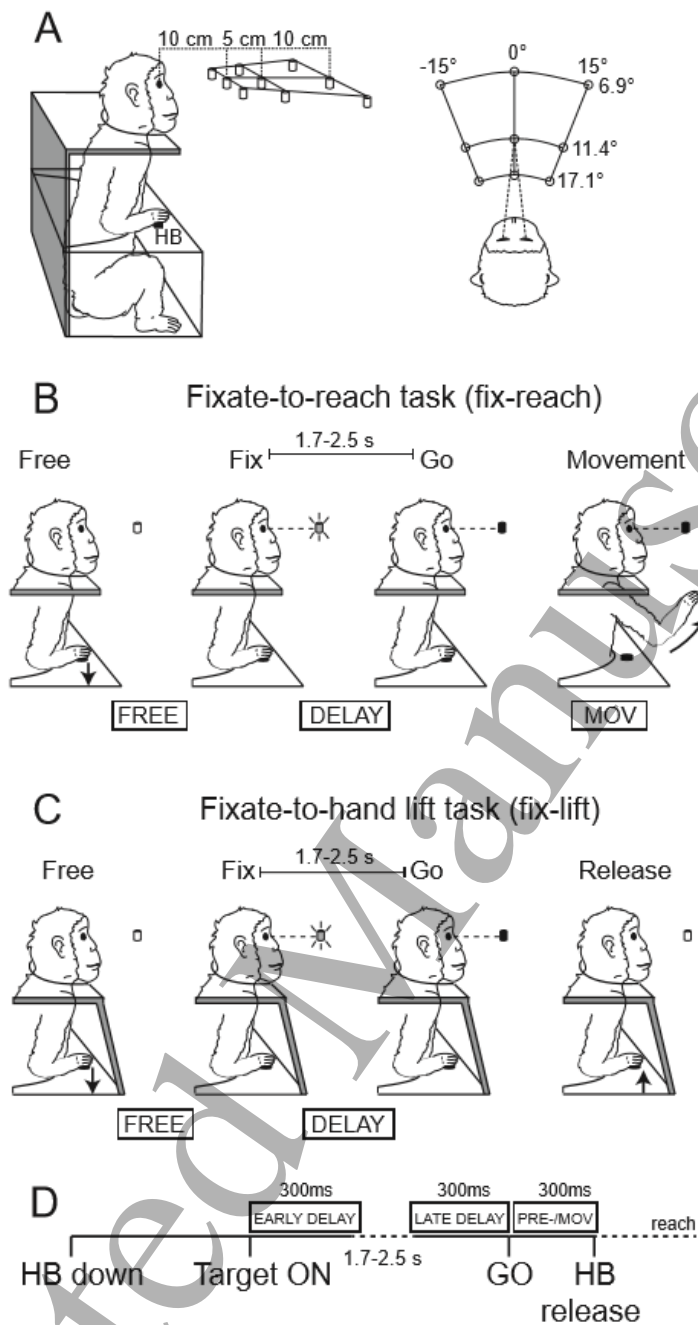 A
10 cm 5 cm 10 cm
HB
-15° 0° 15°
6.9°
11.4°
17.1°
B Fixate-to-reach task (fix-reach)
1.7-2.5 s
Free Fix Go Movement
FREE DELAY MOV
C Fixate-to-hand lift task (fix-lift)
1.7-2.5 s
Free Fix Go Release
FREE DELAY
D 300ms 300ms 300ms
EARLY DELAY LATE DELAY PRE-/MOV reach
1.7-2.5 s
HB down Target ON GO HB
release
ted Manusc